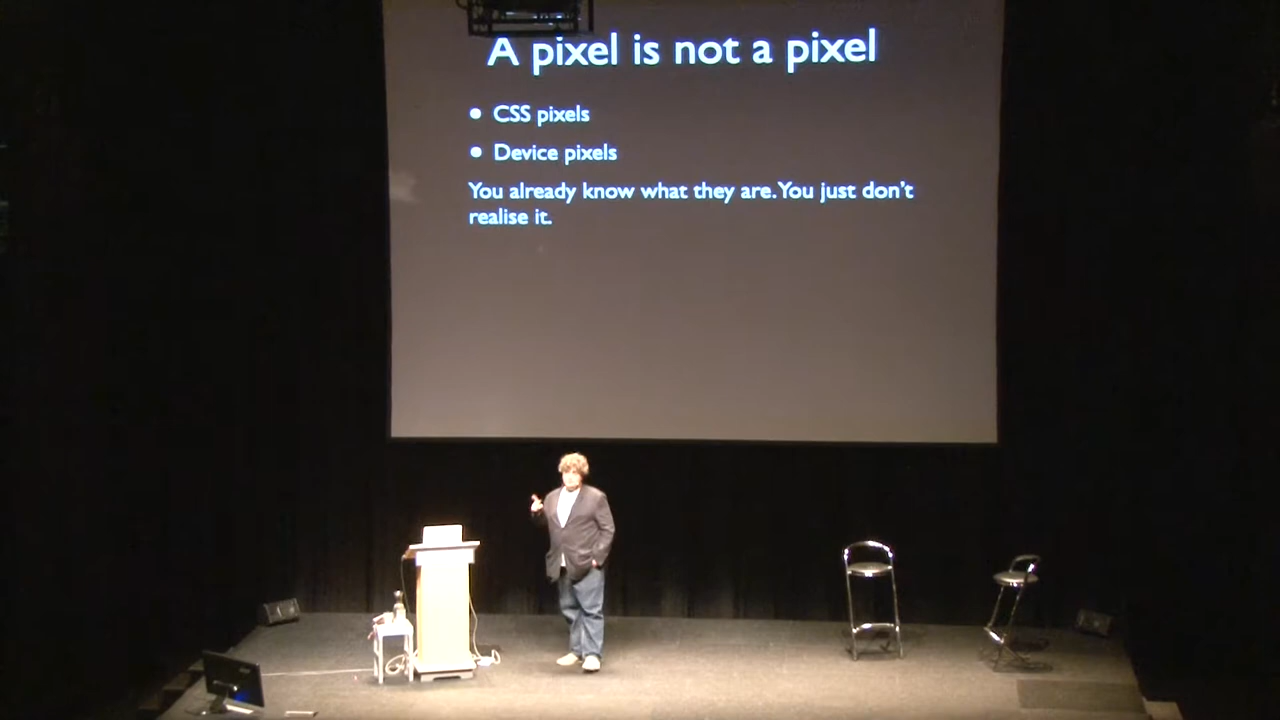 A pixel is not a pixel
• CSS pixels
• Device pixels
You already know what they are. You just don't
realise it.